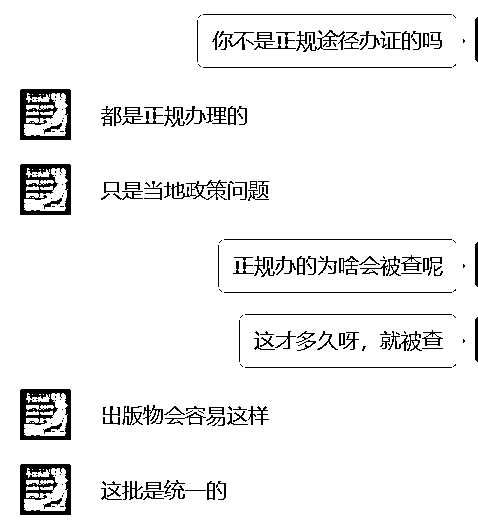 你不是正规途径办证的吗
都是正规办理的
只是当地政策问题
正规办的为啥会被查呢
这才多久呀，就被查
出版物会容易这样
这批是统一的